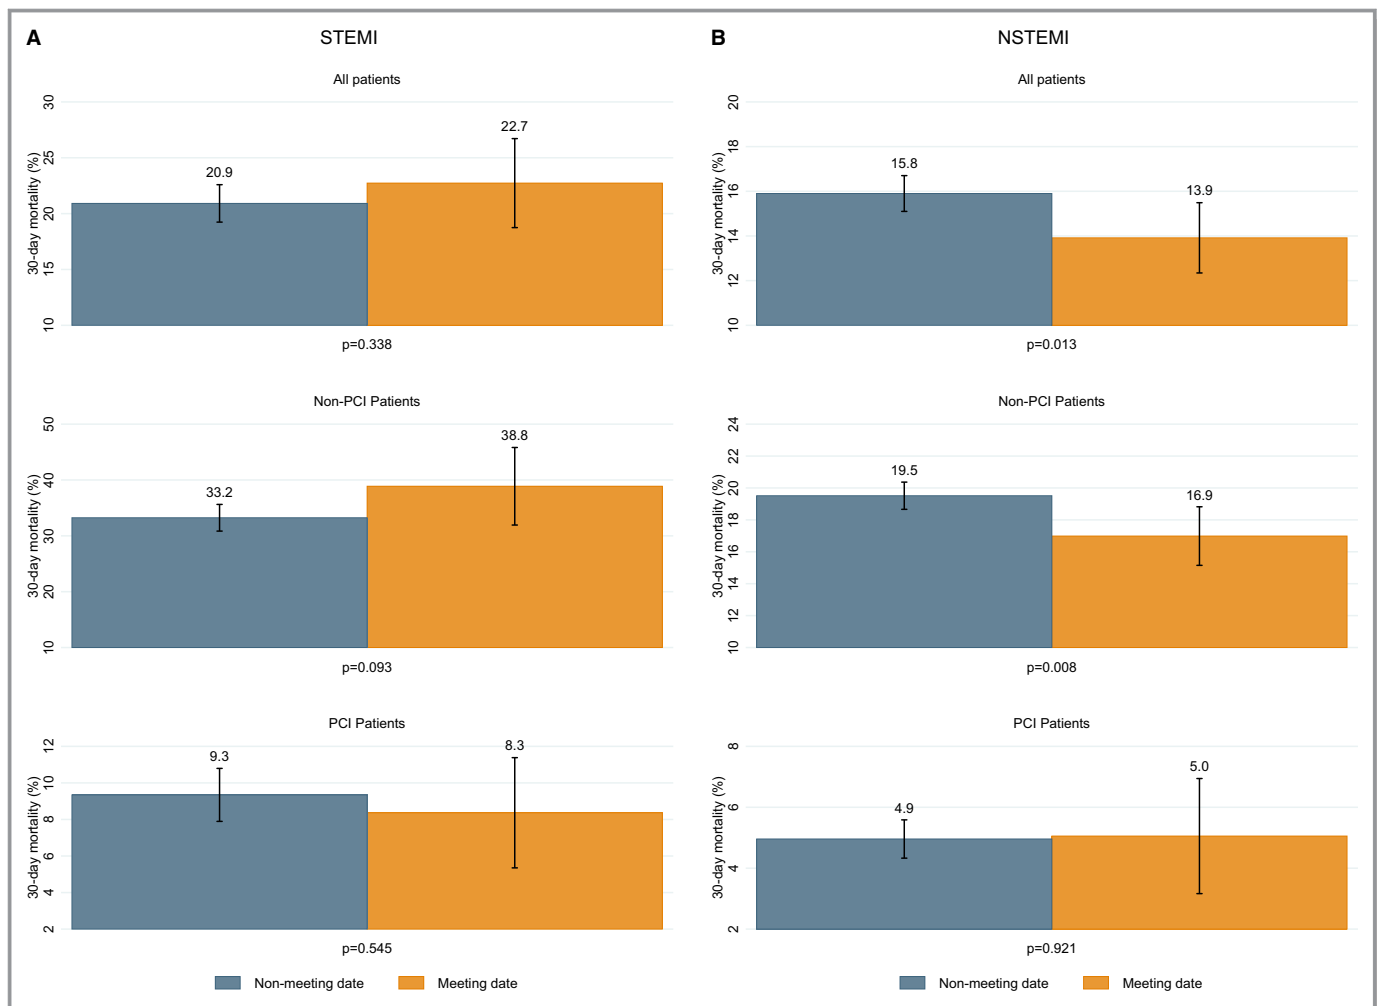 A
STEMI
All patients
30-day mortality (%)
30
25
20
15
10
20.9
22.7
p=0.338
Non-PCI Patients
30-day mortality (%)
50
40
30
20
10
33.2
38.8
p=0.093
PCI Patients
30-day mortality (%)
12
10
8
6
4
2
9.3
8.3
p=0.545
Non-meeting date
Meeting date
B
NSTEMI
All patients
30-day mortality (%)
20
18
16
14
12
10
15.8
13.9
p=0.013
Non-PCI Patients
30-day mortality (%)
24
22
20
18
16
14
12
10
19.5
16.9
p=0.008
PCI Patients
30-day mortality (%)
8
6
4
2
4.9
5.0
p=0.921
Non-meeting date
Meeting date